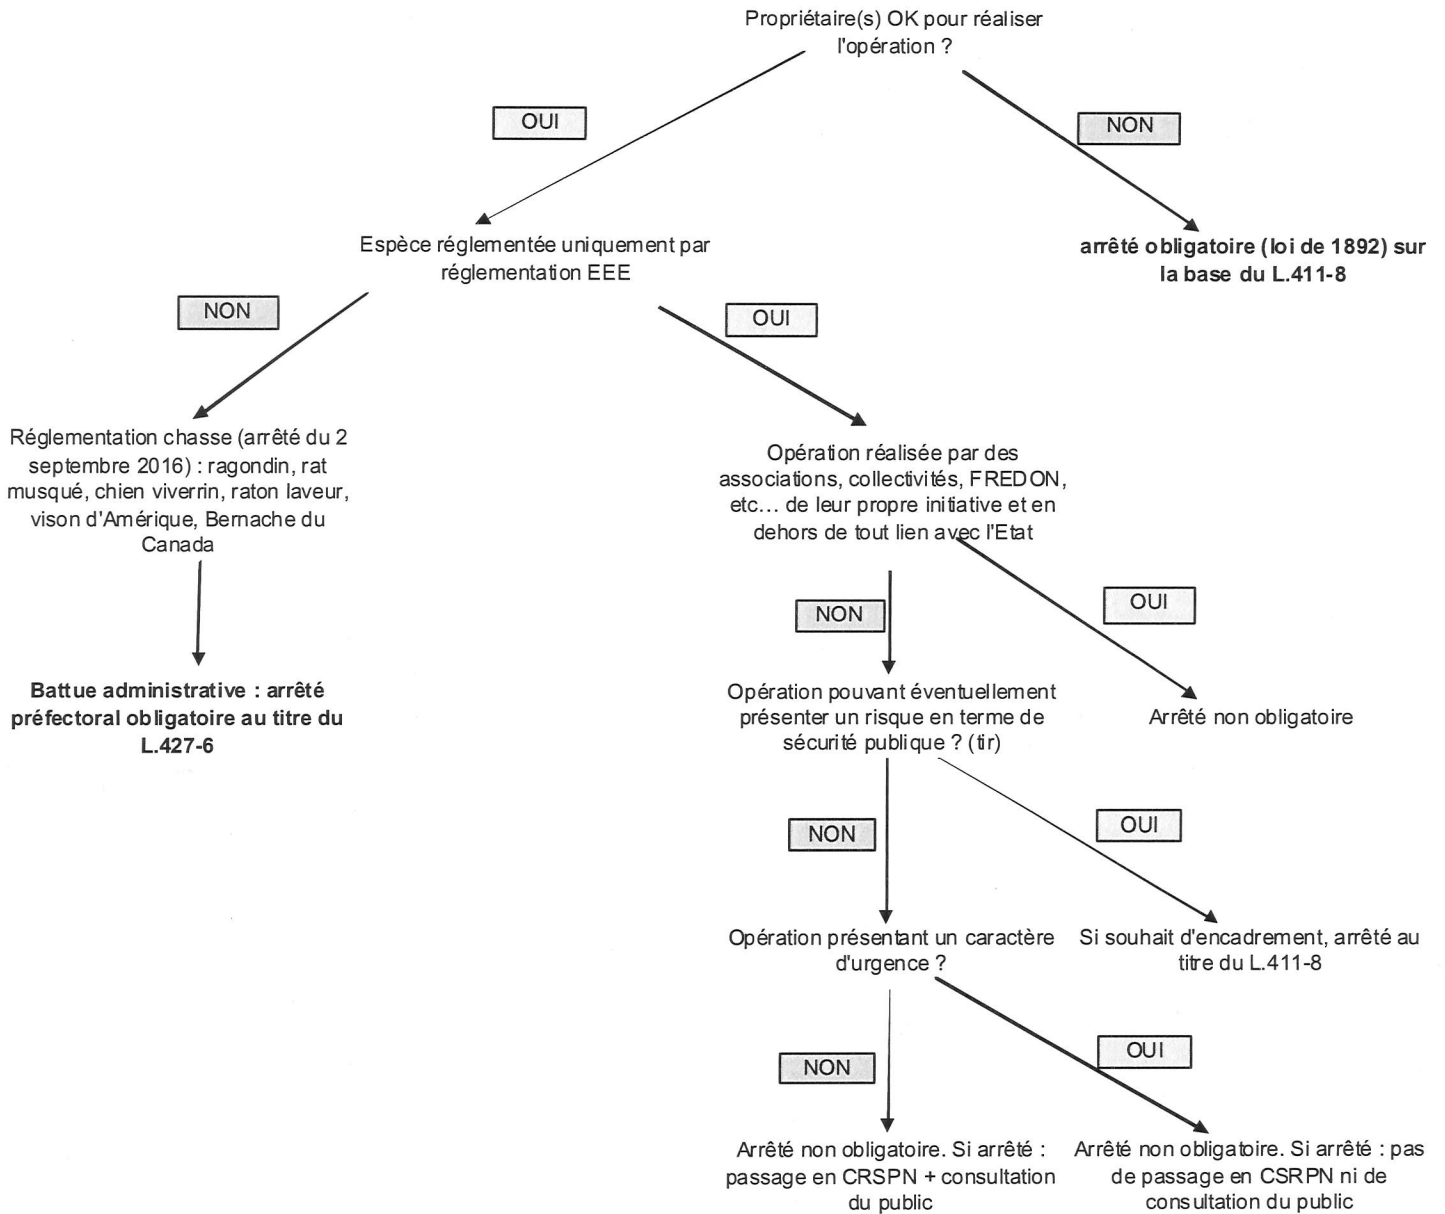 Propriétaire(s) OK pour réaliser
l'opération ?
OUI
NON
Espèce réglementée uniquement par
réglementation EEE
arrêté obligatoire (loi de 1892) sur
la base du L.411-8
NON
OUI
Réglementation chasse (arrêté du 2
septembre 2016) : ragondin, rat
musqué, chien viverrin, raton laveur,
vison d'Amérique, Bernache du
Canada
Opération réalisée par des
associations, collectivités, FREDON,
etc... de leur propre initiative et en
dehors de tout lien avec l'Etat
NON
OUI
Battue administrative : arrêté
préfectoral obligatoire au titre du
L.427-6
Opération pouvant éventuellement
présenter un risque en terme de
sécurité publique ? (tir)
Arrêté non obligatoire
NON
OUI
Opération présentant un caractère
d'urgence ?
Si souhait d'encadrement, arrêté au
titre du L.411-8
NON
OUI
Arrêté non obligatoire. Si arrêté :
passage en CRSPN + consultation
du public
Arrêté non obligatoire. Si arrêté : pas
de passage en CSRPN ni de
consultation du public